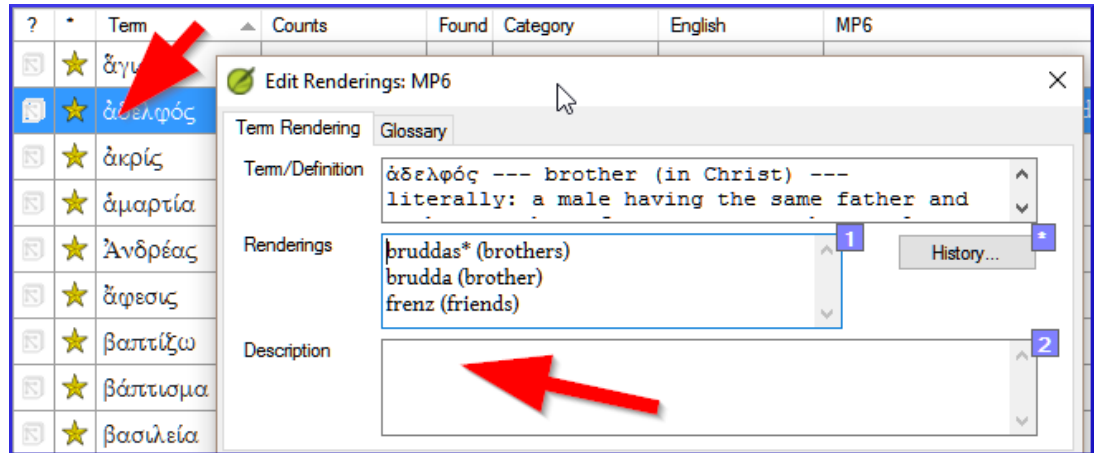 ? * Term Counts Found Category English MP6
Edit Renderings: MP6
ἀδελφός
Term Rendering Glossary
ἀκρίς
Term/Definition
ἀδελφός --- brother (in Christ) ---
literally: a male having the same father and
ἁμαρτία
Ἀνδρέας
Renderings
bruddas* (brothers)
brudda (brother)
frenz (friends)
1
History...
*
ἄφεσις
βαπτίζω
Description
2
βάπτισμα
βασιλεία